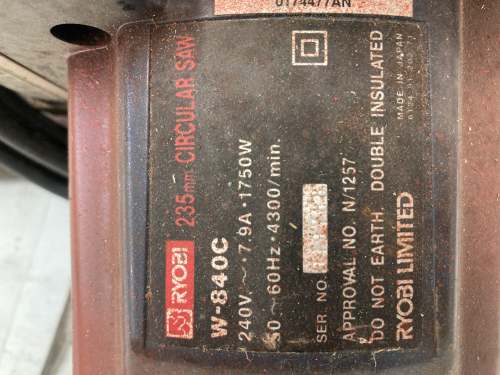 0174477AN
RYOBI 235mm CIRCULAR SAW
W-840C
240V. ~ · 7.9A · 1750W
50~60Hz · 4300/min.
SER. NO.
APPROVAL NO. N/1257
DO NOT EARTH. DOUBLE INSULATED
RYOBI LIMITED MADE IN JAPAN